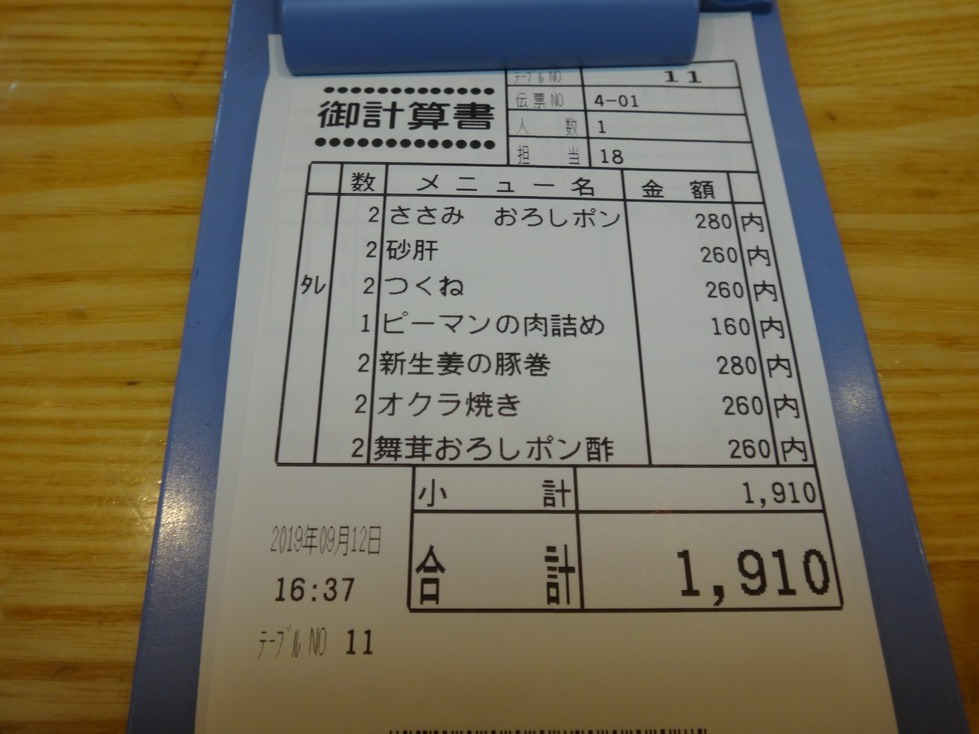 御計算書
ﾃｰﾌﾞﾙNO 11
伝票NO 4-01
人数 1
担当 18
数 メニュー名 金額
2 ささみ おろしポン 280 内
2 砂肝 260 内
ﾀﾚ 2 つくね 260 内
1 ピーマンの肉詰め 160 内
2 新生姜の豚巻 280 内
2 オクラ焼き 260 内
2 舞茸おろしポン酢 260 内
小計 1,910
合計 1,910
2019年09月12日
16:37
ﾃｰﾌﾞﾙNO 11